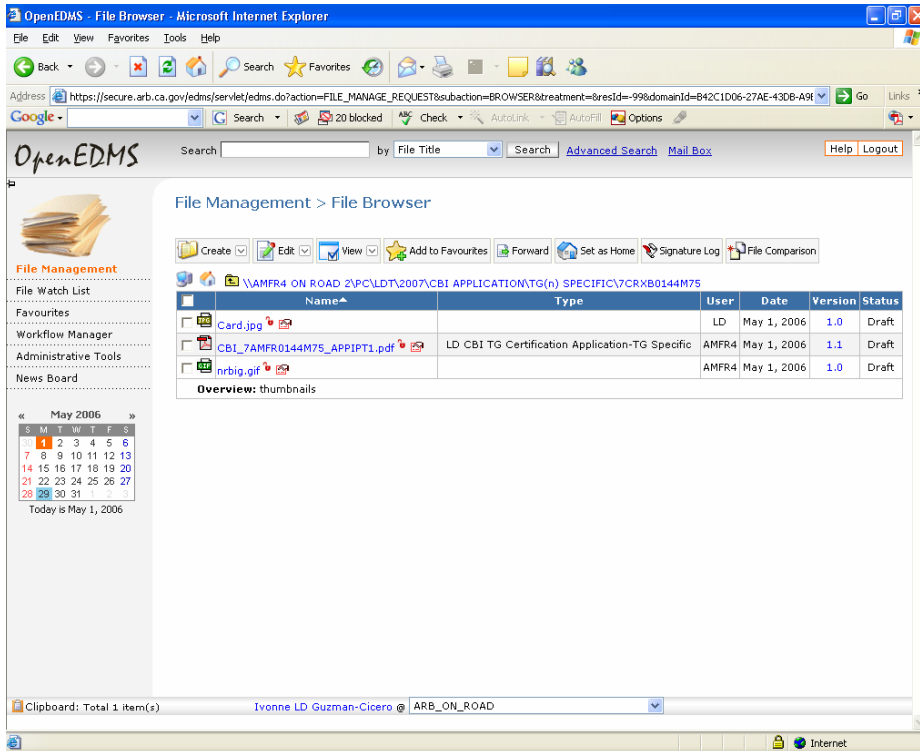 OpenEDMS - File Browser - Microsoft Internet Explorer
File Edit View Favorites Tools Help
Back Search Favorites
Address https://secure.arb.ca.gov/edms/servlet/edms.do?action=FILE_MANAGE_REQUEST&subaction=BROWSER&treatment=&resId=-99&domainId=B42C1D06-27AE-43DB-A9E Go Links
Google Search 20 blocked ABC Check AutoLink AutoFill Options
OpenEDMS Search by File Title Search Advanced Search Mail Box Help Logout
File Management > File Browser
Create Edit View Add to Favourites Forward Set as Home Signature Log File Comparison
File Management
File Watch List
Favourites
Workflow Manager
Administrative Tools
News Board
\\AMFR4 ON ROAD 2\PC\LDT\2007\CBI APPLICATION\TG(n) SPECIFIC\7CRXB0144M75
Name Type User Date Version Status
JPG Card.jpg LD May 1, 2006 1.0 Draft
CBI_7AMFR0144M75_APPIPT1.pdf LD CBI TG Certification Application-TG Specific AMFR4 May 1, 2006 1.1 Draft
GIF nrbig.gif AMFR4 May 1, 2006 1.0 Draft
Overview: thumbnails
« May 2006 »
S M T W T F S
30 1 2 3 4 5 6
7 8 9 10 11 12 13
14 15 16 17 18 19 20
21 22 23 24 25 26 27
28 29 30 31 1 2 3
Today is May 1, 2006
Clipboard: Total 1 item(s) Ivonne LD Guzman-Cicero @ ARB_ON_ROAD
Internet